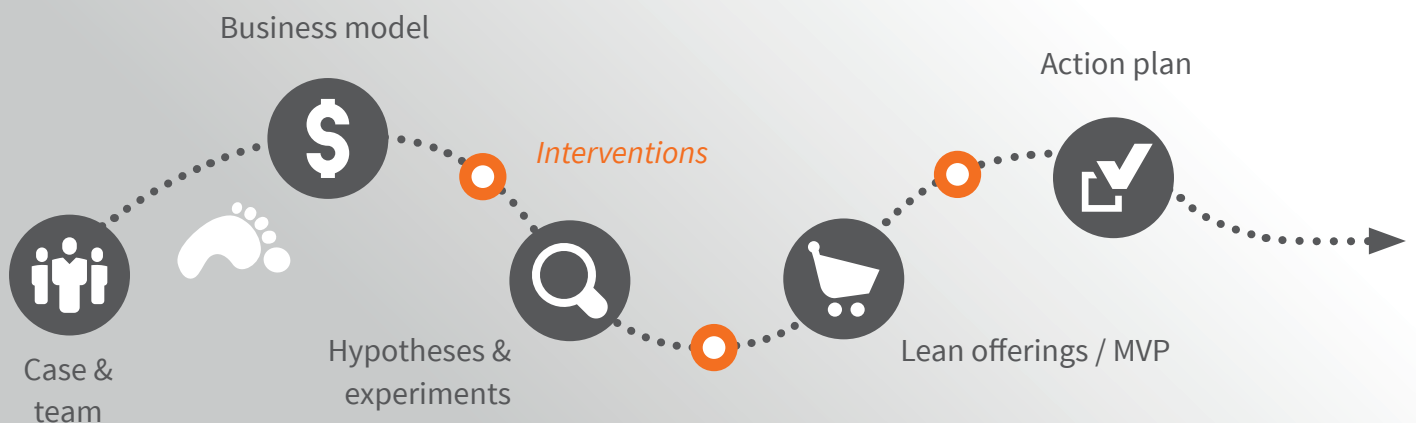 Business model
Action plan
Interventions
Hypotheses &
experiments
Lean offerings / MVP
Case &
team